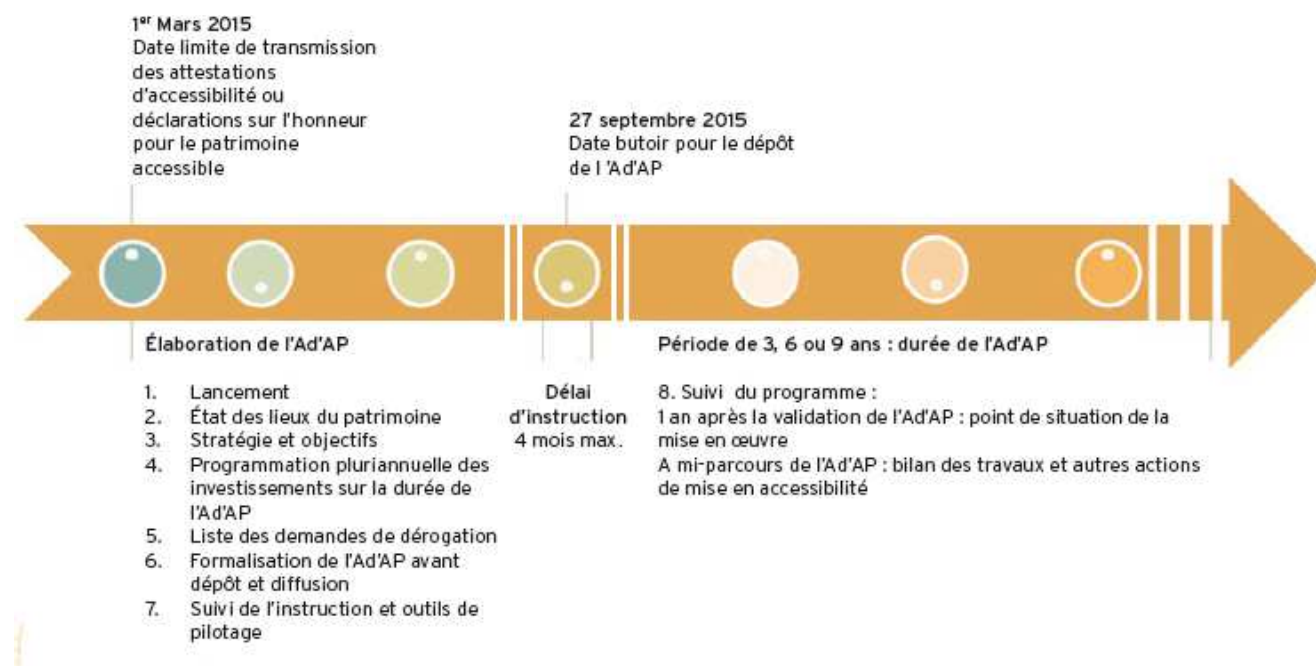 1er Mars 2015
Date limite de transmission
des attestations
d'accessibilité ou
déclarations sur l'honneur
pour le patrimoine
accessible
27 septembre 2015
Date butoir pour le dépôt
de l 'Ad'AP
Élaboration de l'Ad'AP
1. Lancement
2. État des lieux du patrimoine
3. Stratégie et objectifs
4. Programmation pluriannuelle des
investissements sur la durée de
l'Ad'AP
5. Liste des demandes de dérogation
6. Formalisation de l'Ad'AP avant
dépôt et diffusion
7. Suivi de l'instruction et outils de
pilotage
Délai
d'instruction
4 mois max.
Période de 3, 6 ou 9 ans : durée de l'Ad'AP
8. Suivi du programme :
1 an après la validation de l'Ad'AP : point de situation de la
mise en œuvre
A mi-parcours de l'Ad'AP : bilan des travaux et autres actions
de mise en accessibilité